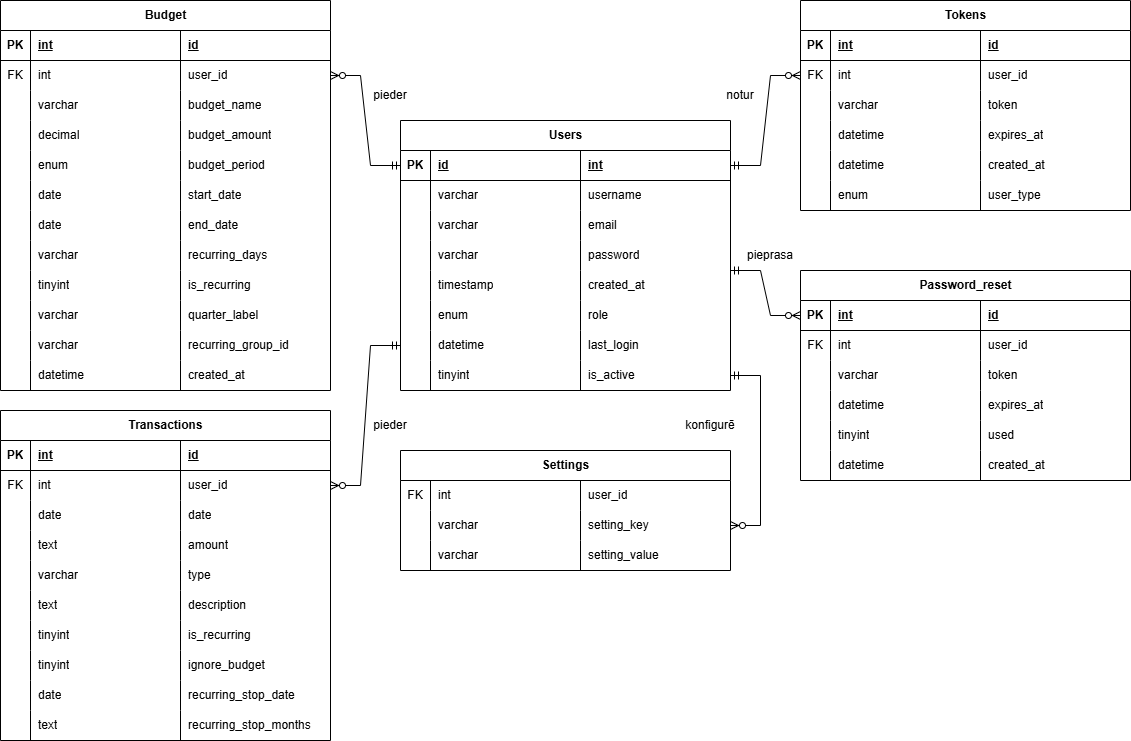 Budget
PK int id
FK int user_id
varchar budget_name
decimal budget_amount
enum budget_period
date start_date
date end_date
varchar recurring_days
tinyint is_recurring
varchar quarter_label
varchar recurring_group_id
datetime created_at
pieder
Transactions
PK int id
FK int user_id
date date
text amount
varchar type
text description
tinyint is_recurring
tinyint ignore_budget
date recurring_stop_date
text recurring_stop_months
pieder
Users
PK id int
varchar username
varchar email
varchar password
timestamp created_at
enum role
datetime last_login
tinyint is_active
konfigurē
Settings
FK int user_id
varchar setting_key
varchar setting_value
notur
Tokens
PK int id
FK int user_id
varchar token
datetime expires_at
datetime created_at
enum user_type
pieprasa
Password_reset
PK int id
FK int user_id
varchar token
datetime expires_at
tinyint used
datetime created_at